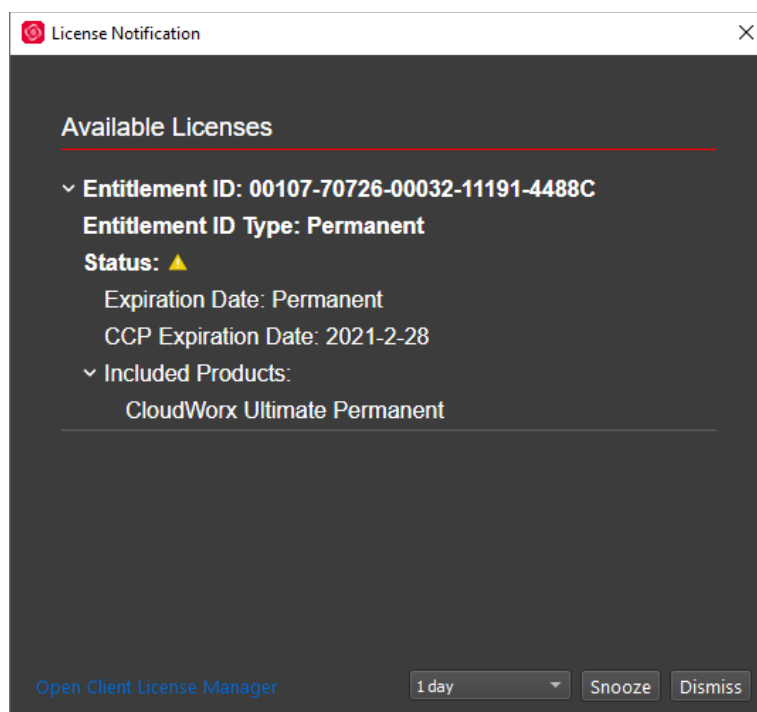 License Notification
Available Licenses
Entitlement ID: 00107-70726-00032-11191-4488C
Entitlement ID Type: Permanent
Status:
Expiration Date: Permanent
CCP Expiration Date: 2021-2-28
Included Products:
CloudWorx Ultimate Permanent
Open Client License Manager 1 day Snooze Dismiss